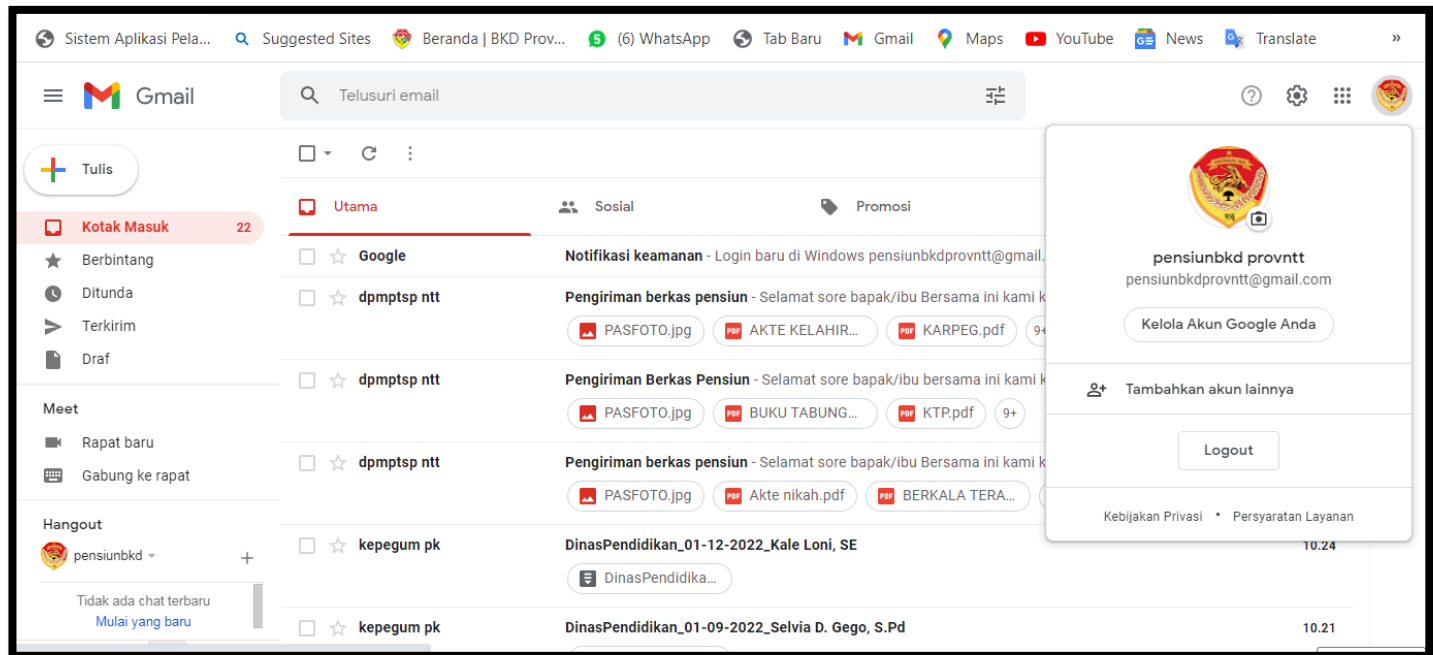 Sistem Aplikasi Pela... Suggested Sites Beranda | BKD Prov... (6) WhatsApp Tab Baru Gmail Maps YouTube News Translate »
Gmail
Telusuri email
Tulis
Kotak Masuk 22
Berbintang
Ditunda
Terkirim
Draf
Meet
Rapat baru
Gabung ke rapat
Hangout
pensiunbkd
Tidak ada chat terbaru
Mulai yang baru
Utama Sosial Promosi
Google Notifikasi keamanan - Login baru di Windows pensiunbkdprovntt@gmail.
dpmptsp ntt Pengiriman berkas pensiun - Selamat sore bapak/ibu Bersama ini kami k
PASFOTO.jpg AKTE KELAHIR... KARPEG.pdf 9+
dpmptsp ntt Pengiriman Berkas Pensiun - Selamat sore bapak/ibu bersama ini kami k
PASFOTO.jpg BUKU TABUNG... KTP.pdf 9+
dpmptsp ntt Pengiriman berkas pensiun - Selamat sore bapak/ibu Bersama ini kami k
PASFOTO.jpg Akte nikah.pdf BERKALA TERA...
kepegum pk DinasPendidikan_01-12-2022_Kale Loni, SE 10.24
DinasPendidika...
kepegum pk DinasPendidikan_01-09-2022_Selvia D. Gego, S.Pd 10.21
pensiunbkd provntt
pensiunbkdprovntt@gmail.com
Kelola Akun Google Anda
Tambahkan akun lainnya
Logout
Kebijakan Privasi • Persyaratan Layanan